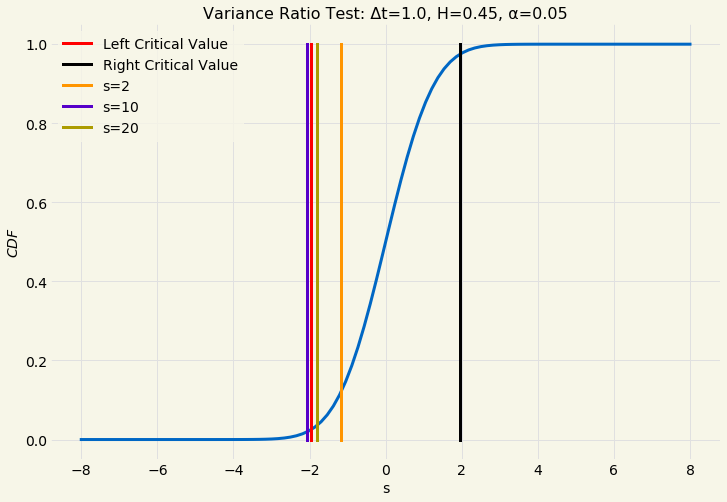 Variance Ratio Test: Δt=1.0, H=0.45, α=0.05
Left Critical Value
Right Critical Value
s=2
s=10
s=20
CDF
1.0
0.8
0.6
0.4
0.2
0.0
−8
−6
−4
−2
0
2
4
6
8
s